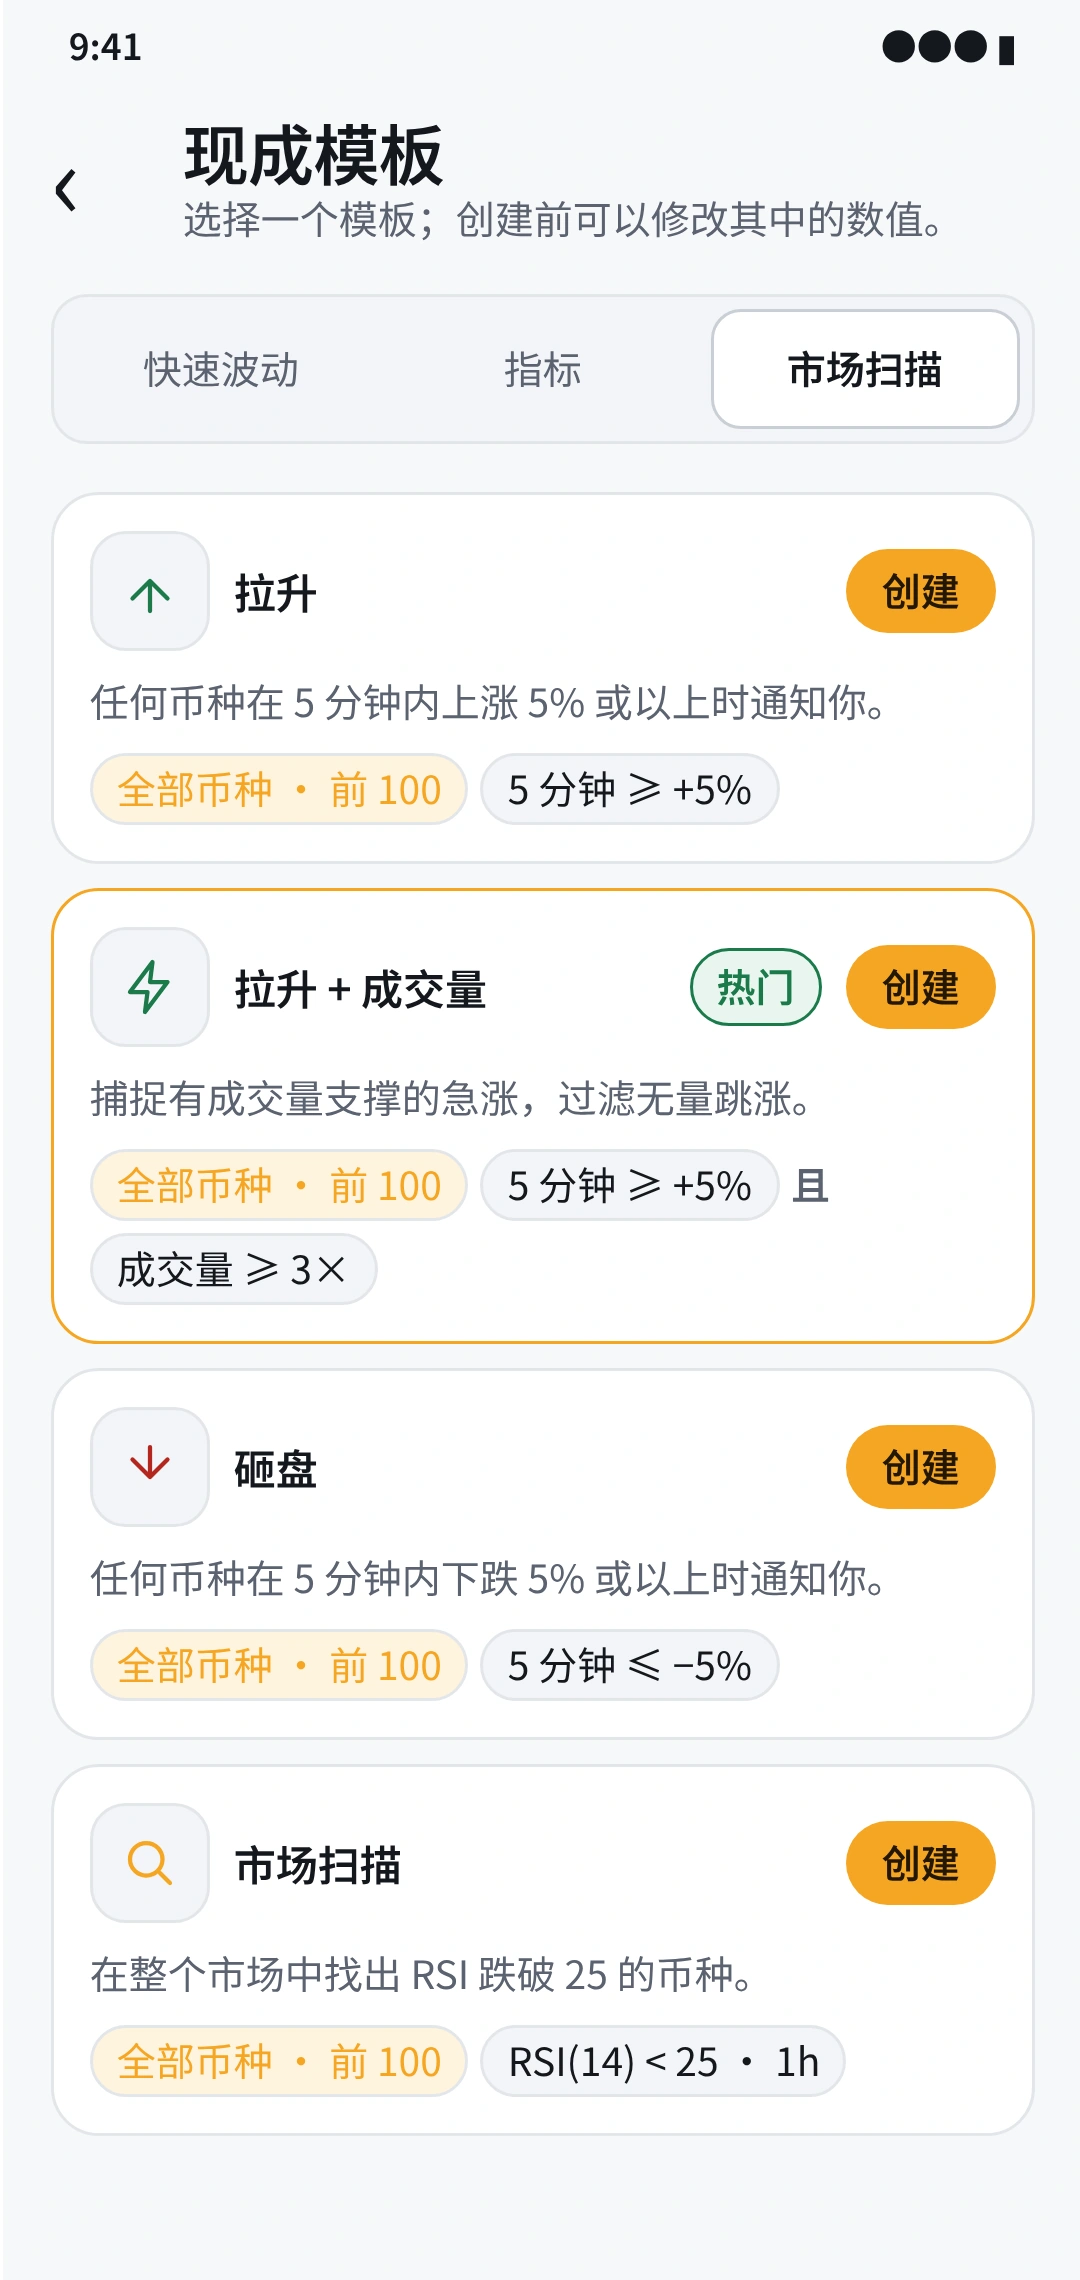 9:41
现成模板
选择一个模板；创建前可以修改其中的数值。
快速波动 指标 市场扫描
拉升 创建
任何币种在 5 分钟内上涨 5% 或以上时通知你。
全部币种 · 前 100 5 分钟 ≥ +5%
拉升 + 成交量 热门 创建
捕捉有成交量支撑的急涨，过滤无量跳涨。
全部币种 · 前 100 5 分钟 ≥ +5% 且
成交量 ≥ 3×
砸盘 创建
任何币种在 5 分钟内下跌 5% 或以上时通知你。
全部币种 · 前 100 5 分钟 ≤ −5%
市场扫描 创建
在整个市场中找出 RSI 跌破 25 的币种。
全部币种 · 前 100 RSI(14) < 25 · 1h